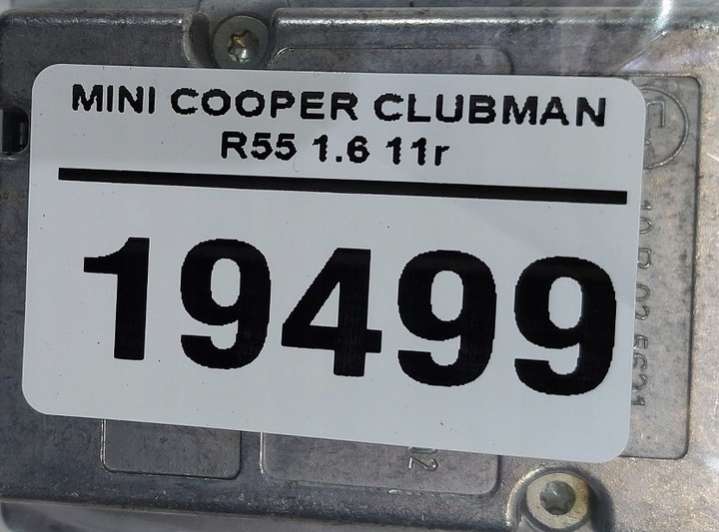 MINI COOPER CLUBMAN
R55 1.6 11r
19499